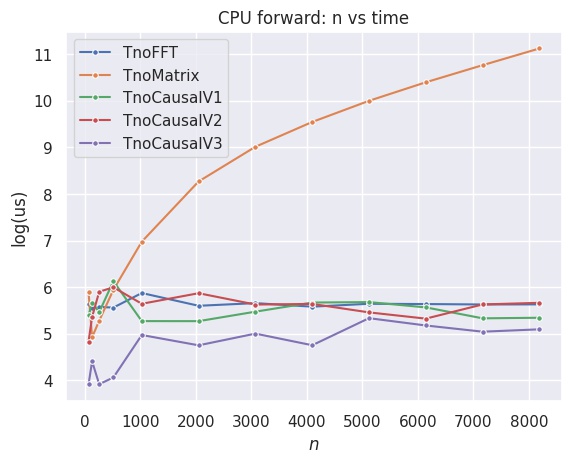 CPU forward: n vs time
TnoFFT
TnoMatrix
TnoCausalV1
TnoCausalV2
TnoCausalV3
log(us)
11
10
9
8
7
6
5
4
0 1000 2000 3000 4000 5000 6000 7000 8000
n